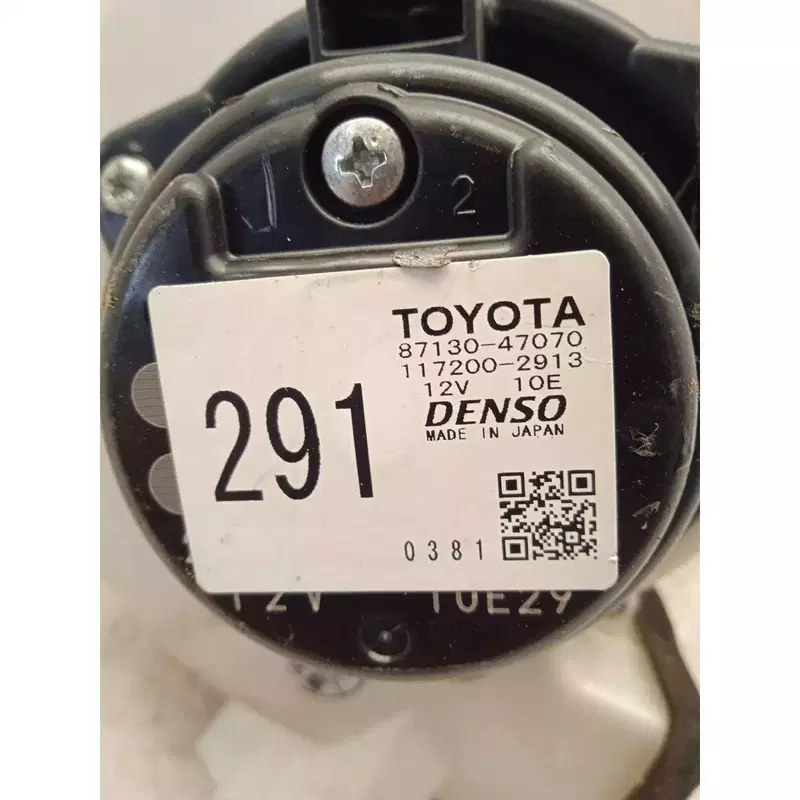 2
TOYOTA
87130-47070
117200-2913
12V 10E
DENSO
MADE IN JAPAN
291
0381
12V 10E29